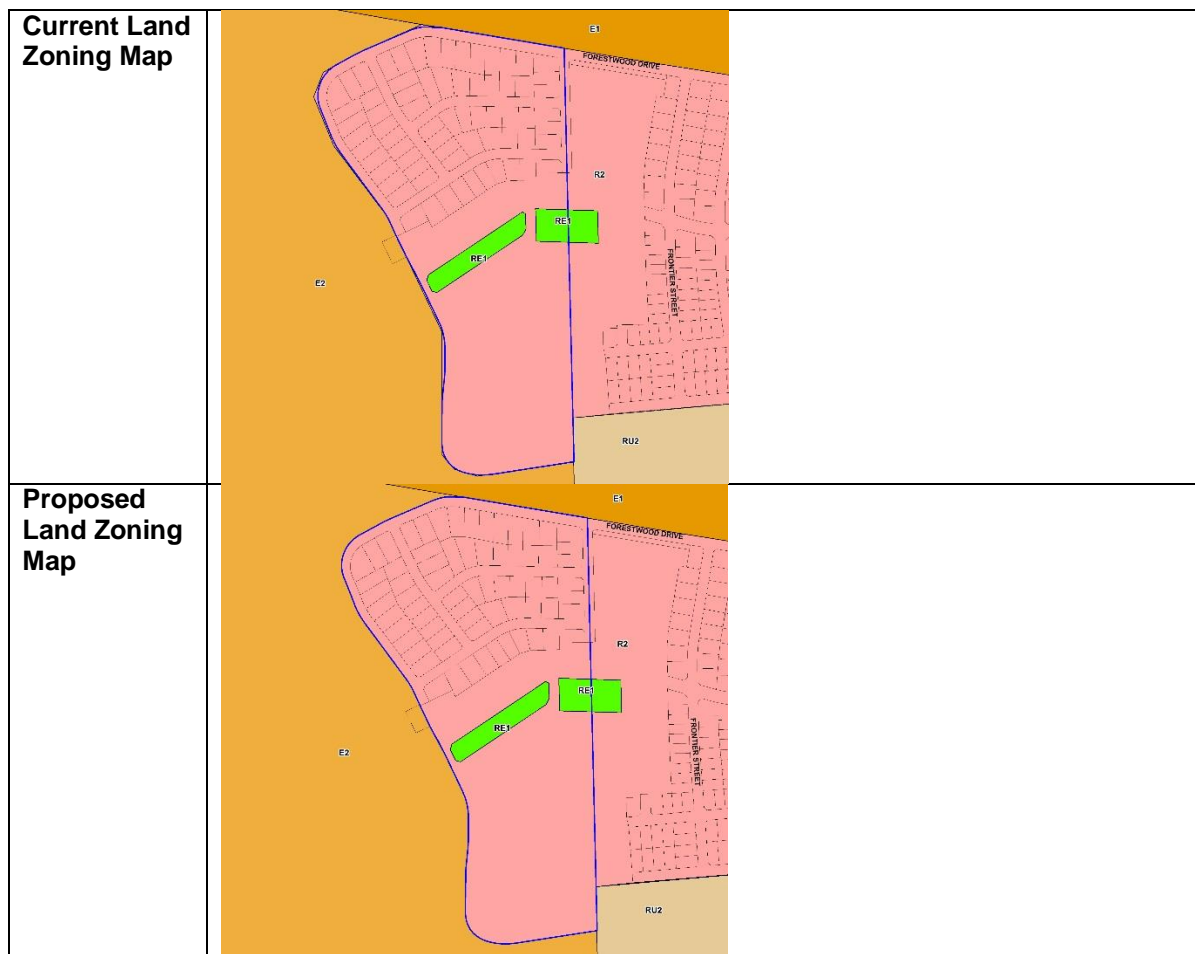 Current Land
Zoning Map
E1
FORESTWOOD DRIVE
R2
RE1
RE1
FRONTIER STREET
E2
RU2
Proposed
Land Zoning
Map
E1
FORESTWOOD DRIVE
R2
RE1
RE1
FRONTIER STREET
E2
RU2